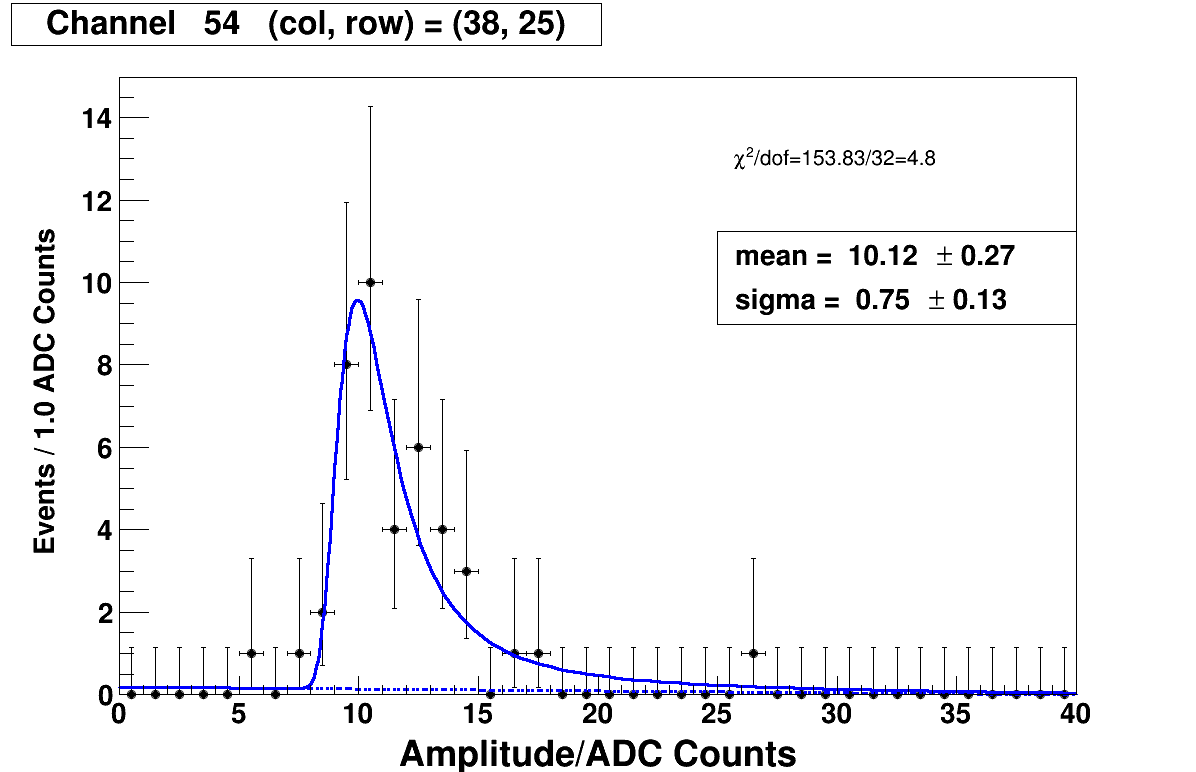 Channel 54 (col, row) = (38, 25)
14
12
10
8
6
4
2
0
Events / 1.0 ADC Counts
χ²/dof=153.83/32=4.8
mean = 10.12 ± 0.27
sigma = 0.75 ± 0.13
0 5 10 15 20 25 30 35 40
Amplitude/ADC Counts